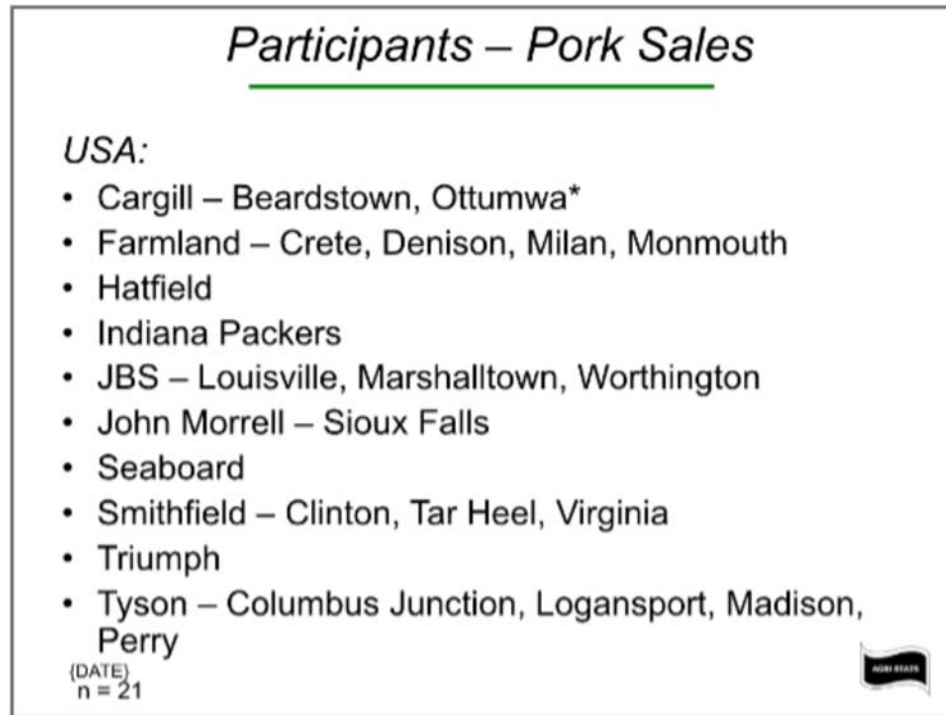 Participants – Pork Sales
USA:
• Cargill – Beardstown, Ottumwa*
• Farmland – Crete, Denison, Milan, Monmouth
• Hatfield
• Indiana Packers
• JBS – Louisville, Marshalltown, Worthington
• John Morrell – Sioux Falls
• Seaboard
• Smithfield – Clinton, Tar Heel, Virginia
• Triumph
• Tyson – Columbus Junction, Logansport, Madison,
Perry
{DATE}
n = 21
AGRI STATS